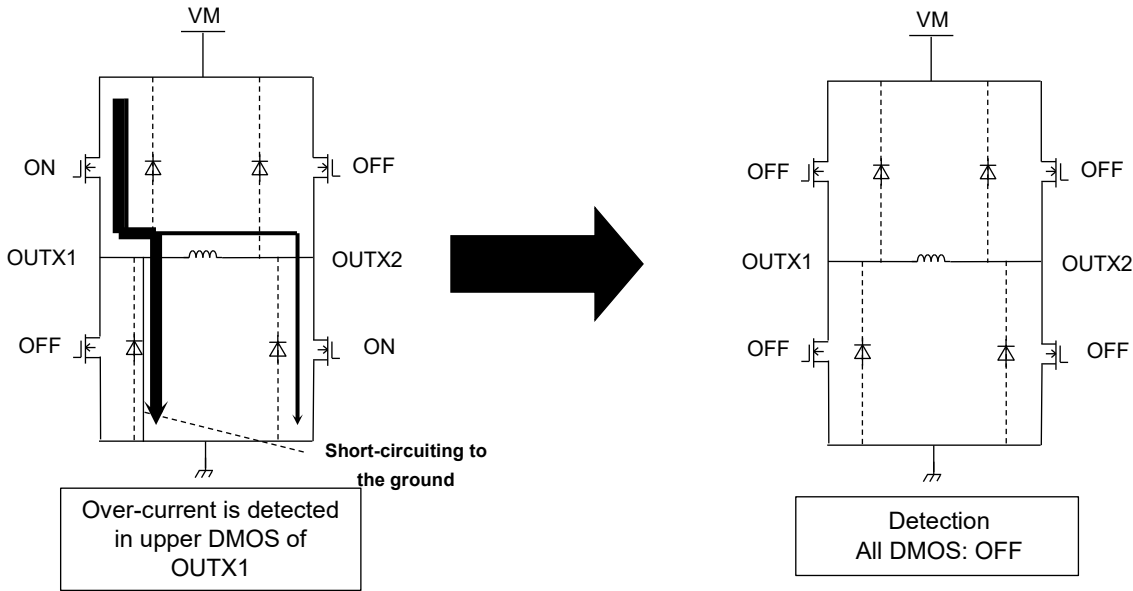 VM
ON
OFF
OUTX1
OUTX2
OFF
ON
Short-circuiting to
the ground
Over-current is detected
in upper DMOS of
OUTX1
VM
OFF
OFF
OUTX1
OUTX2
OFF
OFF
Detection
All DMOS: OFF